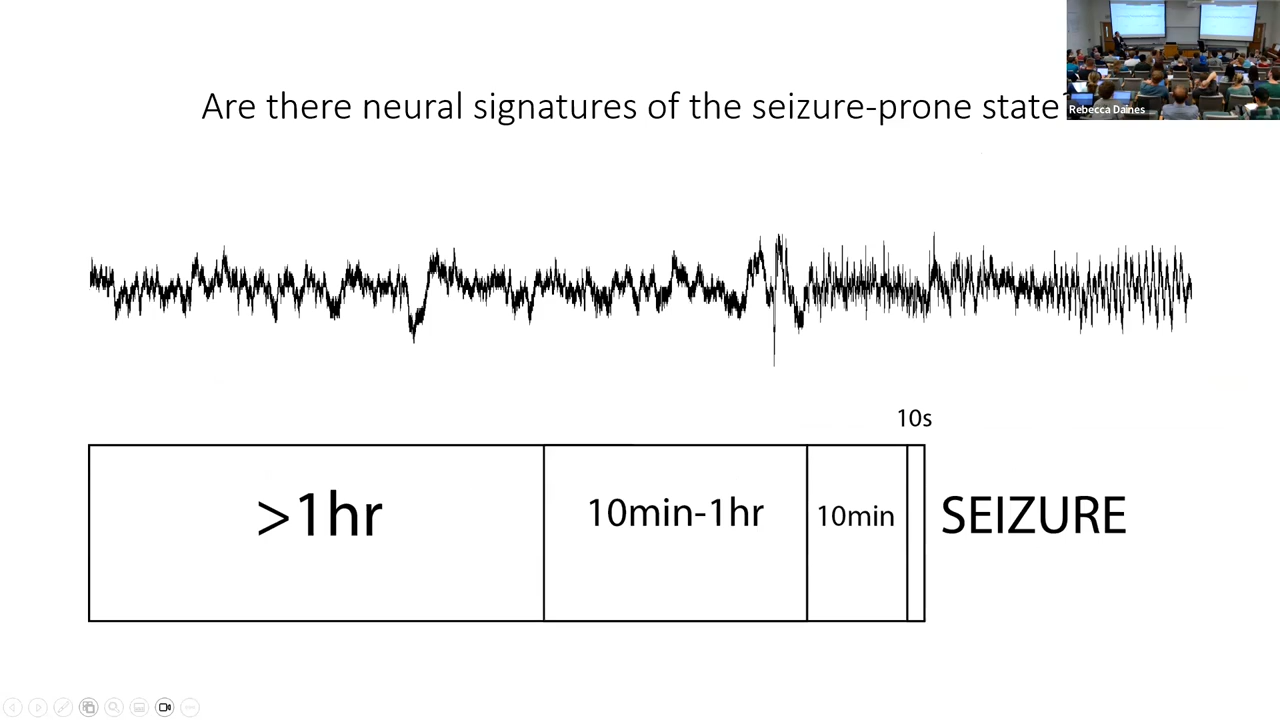 Are there neural signatures of the seizure-prone state
Rebecca Daines
10s
>1hr
10min-1hr
10min
SEIZURE